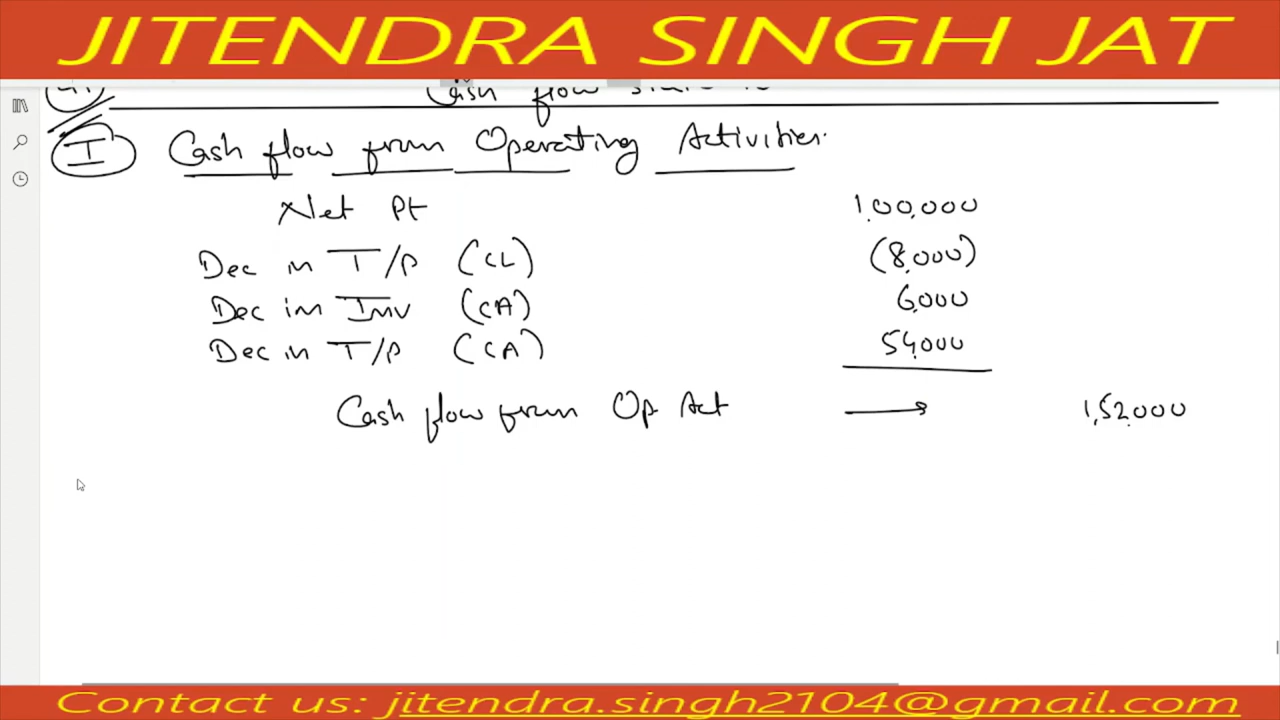 JITENDRA SINGH JAT
Cash flow
I Cash flow from Operating Activities.
Net Pt 1,00,000
Dec in T/P (CL) (8,000)
Dec in Inv (CA) 6,000
Dec in T/P (CA) 54,000
Cash flow from Op Act → 1,52,000
Contact us: jitendra.singh2104@gmail.com